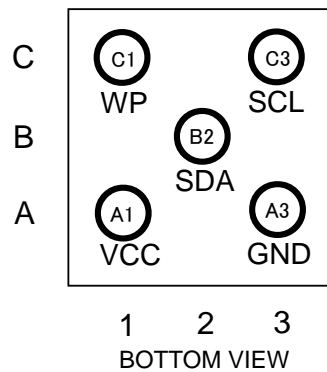 C C1 C3
WP SCL
B B2
SDA
A A1 A3
VCC GND
1 2 3
BOTTOM VIEW